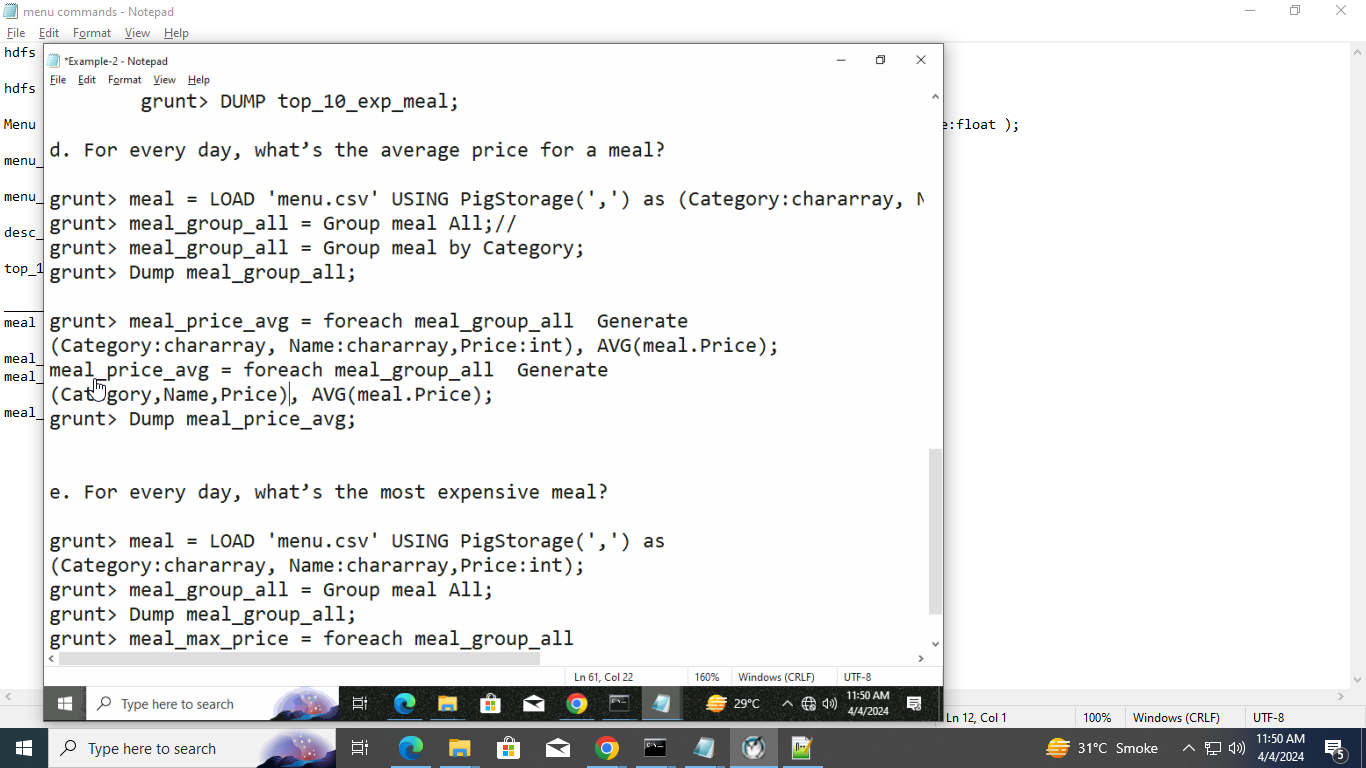 menu commands - Notepad
File Edit Format View Help
hdfs
hdfs
Menu
e:float );
menu_
menu_
desc_
top_1
meal
meal_
meal_
meal_
*Example-2 - Notepad
File Edit Format View Help
grunt> DUMP top_10_exp_meal;
d. For every day, what’s the average price for a meal?
grunt> meal = LOAD 'menu.csv' USING PigStorage(',') as (Category:chararray, N
grunt> meal_group_all = Group meal All;//
grunt> meal_group_all = Group meal by Category;
grunt> Dump meal_group_all;
grunt> meal_price_avg = foreach meal_group_all  Generate
(Category:chararray, Name:chararray,Price:int), AVG(meal.Price);
meal_price_avg = foreach meal_group_all  Generate
(Category,Name,Price), AVG(meal.Price);
grunt> Dump meal_price_avg;
e. For every day, what’s the most expensive meal?
grunt> meal = LOAD 'menu.csv' USING PigStorage(',') as
(Category:chararray, Name:chararray,Price:int);
grunt> meal_group_all = Group meal All;
grunt> Dump meal_group_all;
grunt> meal_max_price = foreach meal_group_all
Ln 61, Col 22 160% Windows (CRLF) UTF-8
Type here to search 29°C 11:50 AM
4/4/2024
Ln 12, Col 1 100% Windows (CRLF) UTF-8
Type here to search 31°C Smoke 11:50 AM
4/4/2024 5